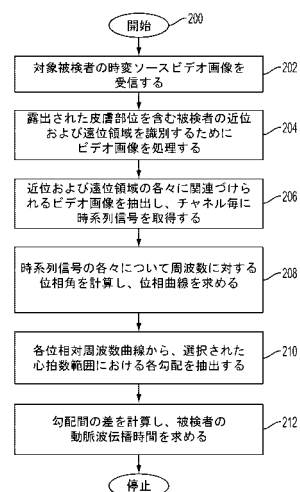 開始
200
対象被検者の時変ソースビデオ画像を
受信する
202
露出された皮膚部位を含む被検者の近位
および遠位領域を識別するために
ビデオ画像を処理する
204
近位および遠位領域の各々に関連づけ
られるビデオ画像を抽出し、チャネル毎に
時系列信号を取得する
206
時系列信号の各々について周波数に対する
位相角を計算し、位相曲線を求める
208
各位相対周波数曲線から、選択された
心拍数範囲における各勾配を抽出する
210
勾配間の差を計算し、被検者の
動脈波伝播時間を求める
212
停止